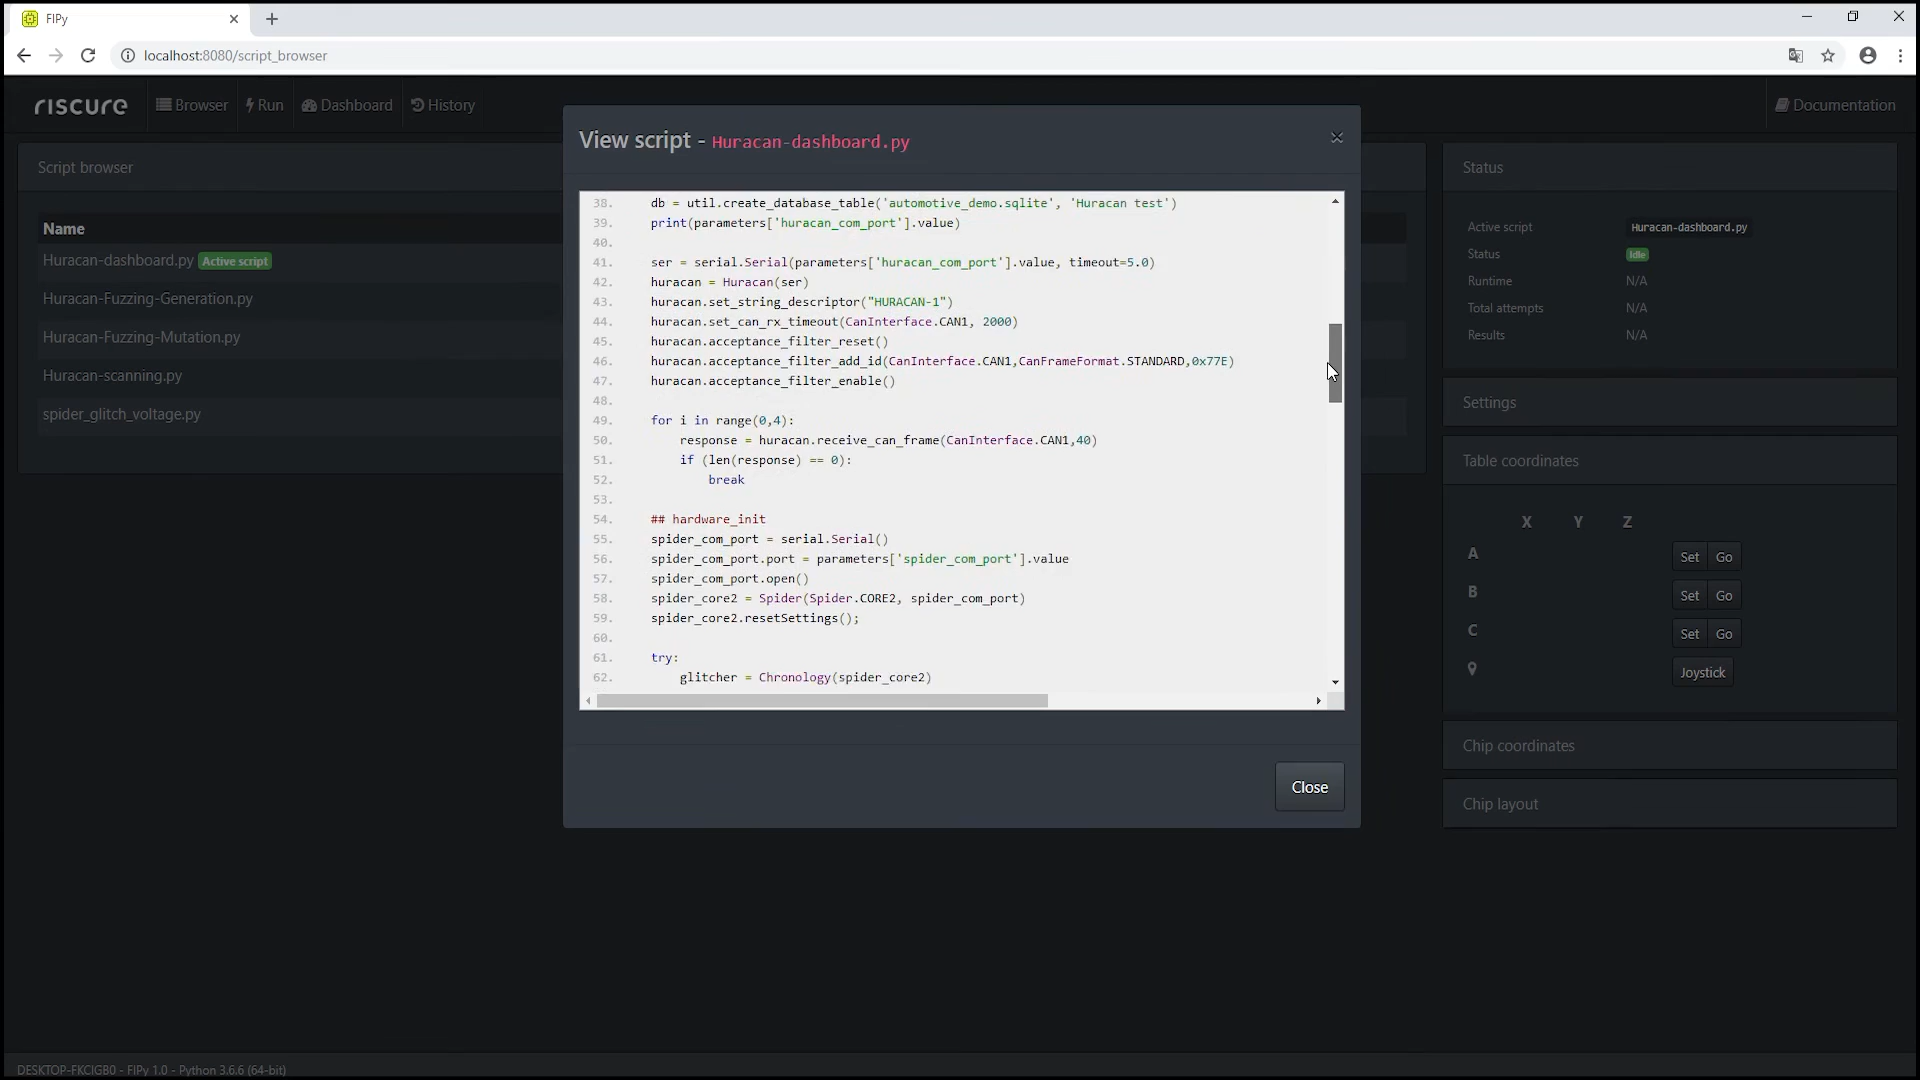 FIPy
localhost:8080/script_browser
riscure
Browser
Run
Dashboard
History
Documentation
Script browser
Name
Huracan-dashboard.py Active script
Huracan-Fuzzing-Generation.py
Huracan-Fuzzing-Mutation.py
Huracan-scanning.py
spider_glitch_voltage.py
View script - Huracan-dashboard.py
×
38. db = util.create_database_table('automotive_demo.sqlite', 'Huracan test')
39. print(parameters['huracan_com_port'].value)
40.
41. ser = serial.Serial(parameters['huracan_com_port'].value, timeout=5.0)
42. huracan = Huracan(ser)
43. huracan.set_string_descriptor("HURACAN-1")
44. huracan.set_can_rx_timeout(CanInterface.CAN1, 2000)
45. huracan.acceptance_filter_reset()
46. huracan.acceptance_filter_add_id(CanInterface.CAN1,CanFrameFormat.STANDARD,0x77E)
47. huracan.acceptance_filter_enable()
48.
49. for i in range(0,4):
50. response = huracan.receive_can_frame(CanInterface.CAN1,40)
51. if (len(response) == 0):
52. break
53.
54. ## hardware_init
55. spider_com_port = serial.Serial()
56. spider_com_port.port = parameters['spider_com_port'].value
57. spider_com_port.open()
58. spider_core2 = Spider(Spider.CORE2, spider_com_port)
59. spider_core2.resetSettings();
60.
61. try:
62. glitcher = Chronology(spider_core2)
Close
Status
Active script Huracan-dashboard.py
Status Idle
Runtime N/A
Total attempts N/A
Results N/A
Settings
Table coordinates
X Y Z
A Set Go
B Set Go
C Set Go
Joystick
Chip coordinates
Chip layout
DESKTOP-FKCIGB0 - FIPy 1.0 - Python 3.6.6 (64-bit)